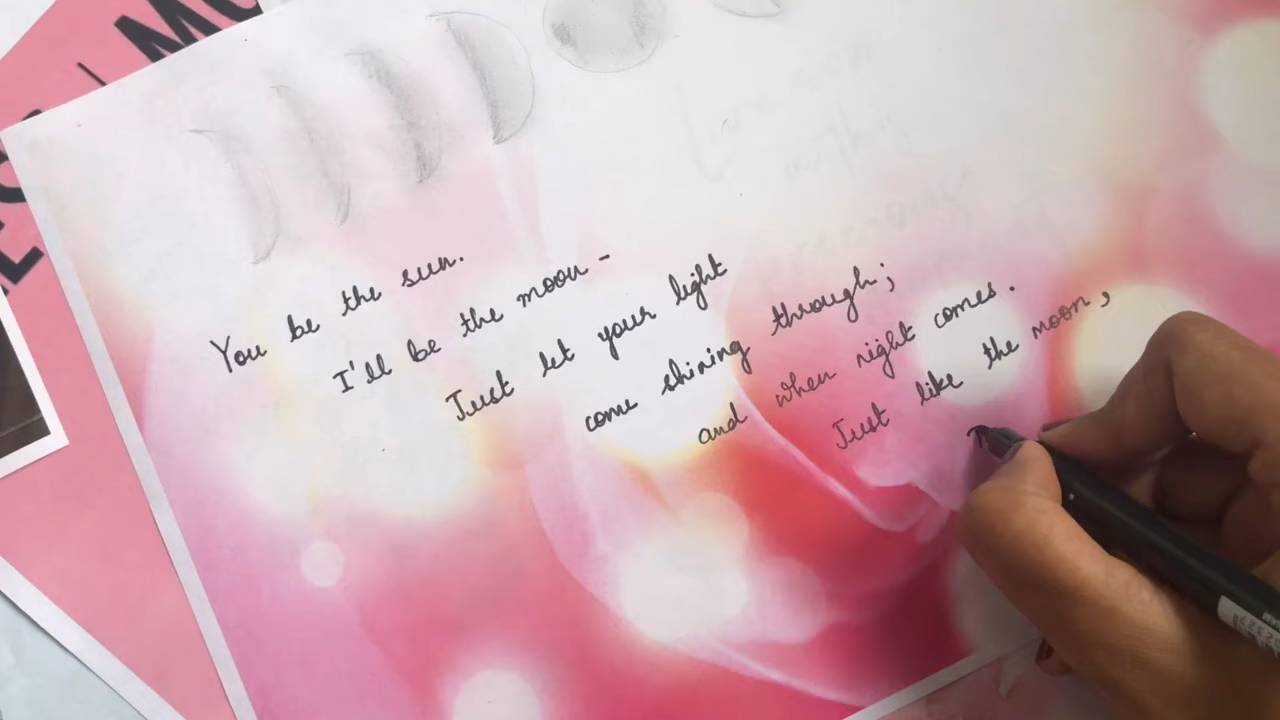 You be the sun.
I'll be the moon -
Just let your light
come shining through;
and when night comes.
Just like the moon,